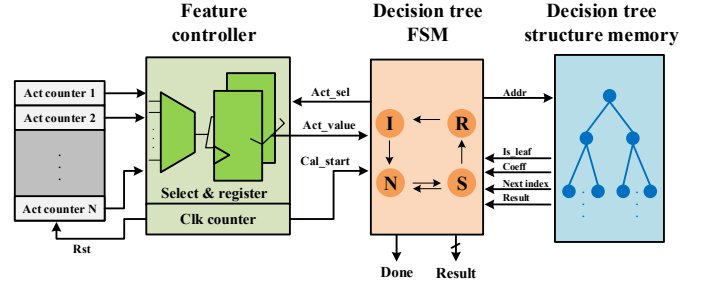 Feature
controller
Decision tree
FSM
Decision tree
structure memory
Act counter 1
Act counter 2
.
.
.
Act counter N
Rst
Select & register
Clk counter
Act_sel
Act_value
Cal_start
I
R
N
S
Done
Result
Addr
Is_leaf
Coeff
Next index
Result